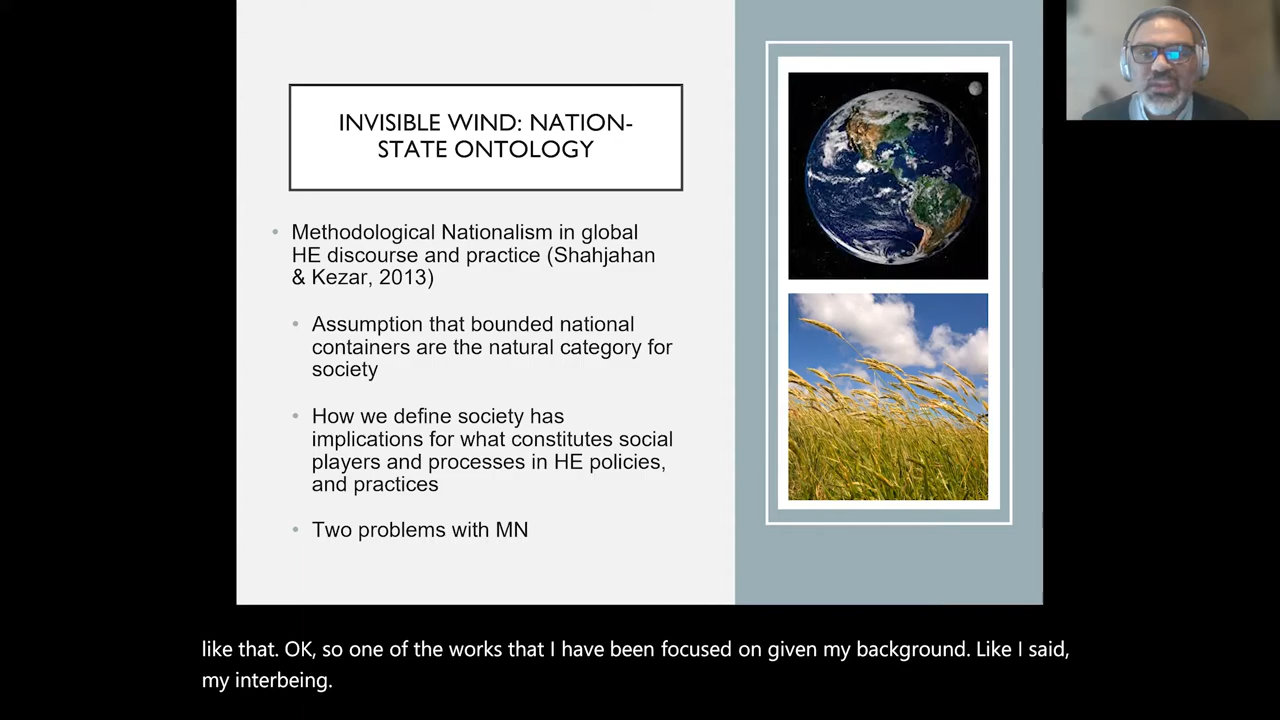 INVISIBLE WIND: NATION-
STATE ONTOLOGY
• Methodological Nationalism in global
HE discourse and practice (Shahjahan
& Kezar, 2013)
• Assumption that bounded national
containers are the natural category for
society
• How we define society has
implications for what constitutes social
players and processes in HE policies,
and practices
• Two problems with MN
like that. OK, so one of the works that I have been focused on given my background. Like I said,
my interbeing.